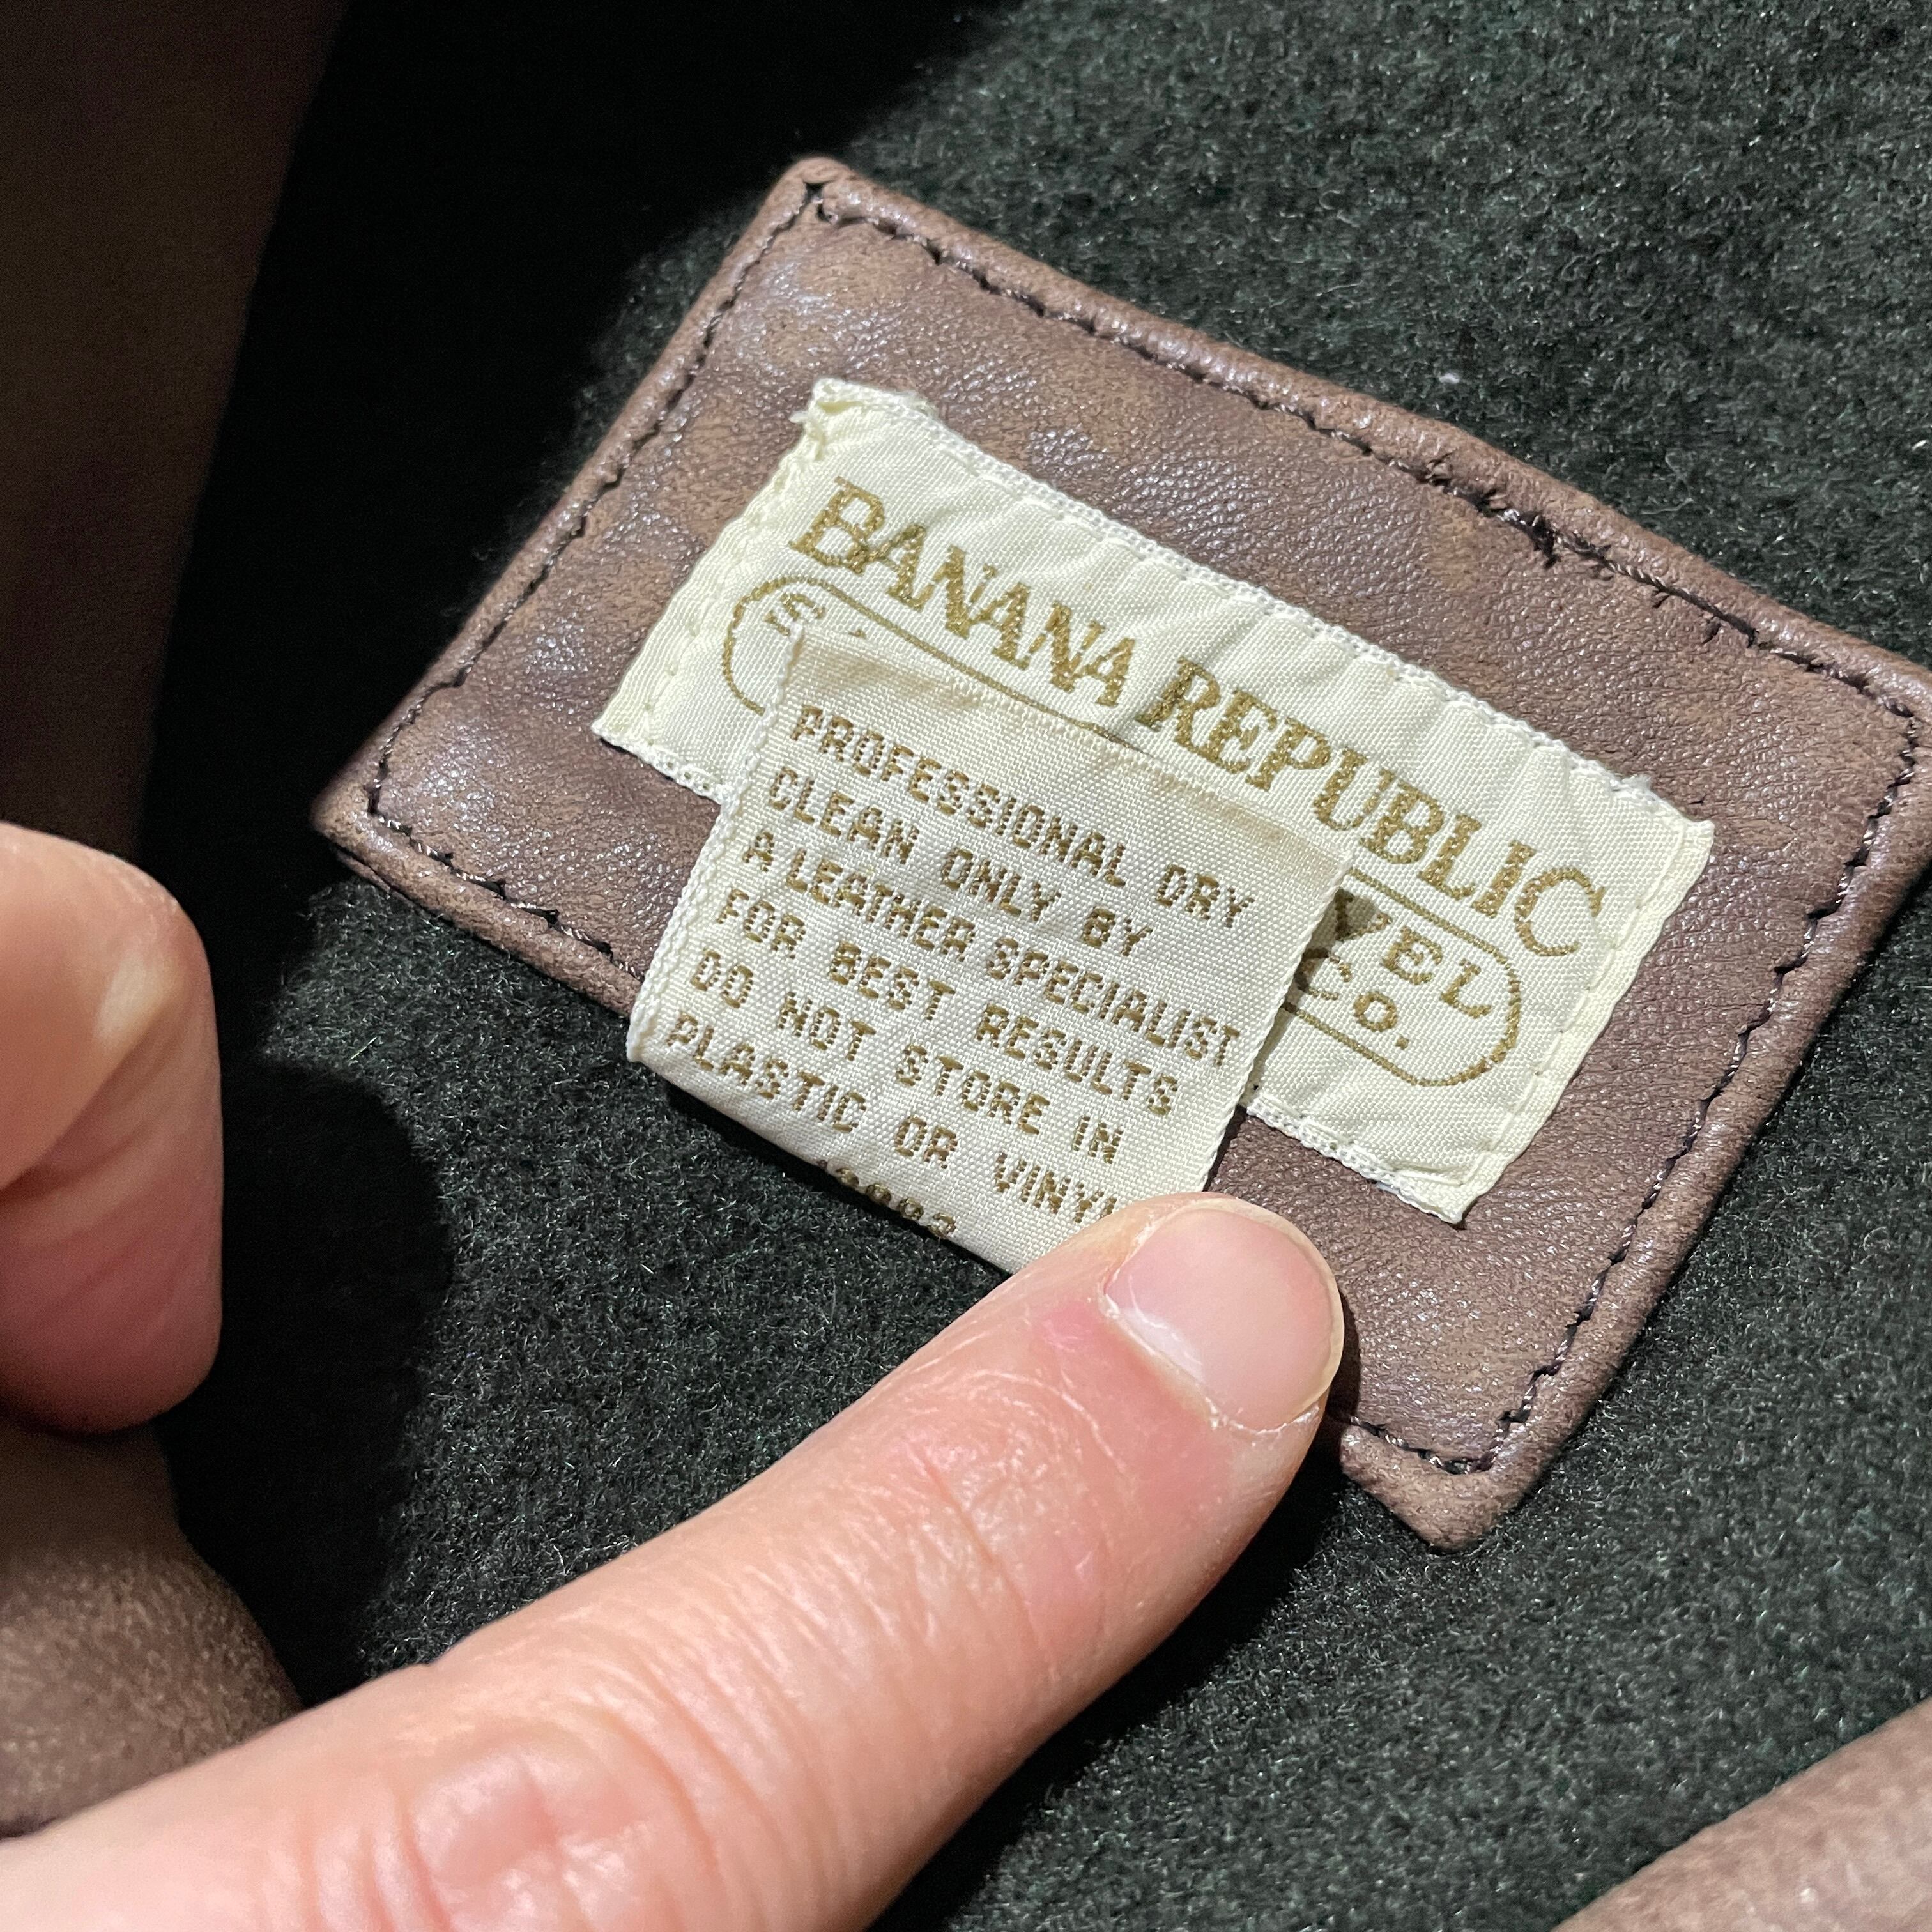 BANANA REPUBLIC
CO.
PROFESSIONAL DRY
CLEAN ONLY BY
A LEATHER SPECIALIST
FOR BEST RESULTS
DO NOT STORE IN
PLASTIC OR VINYL